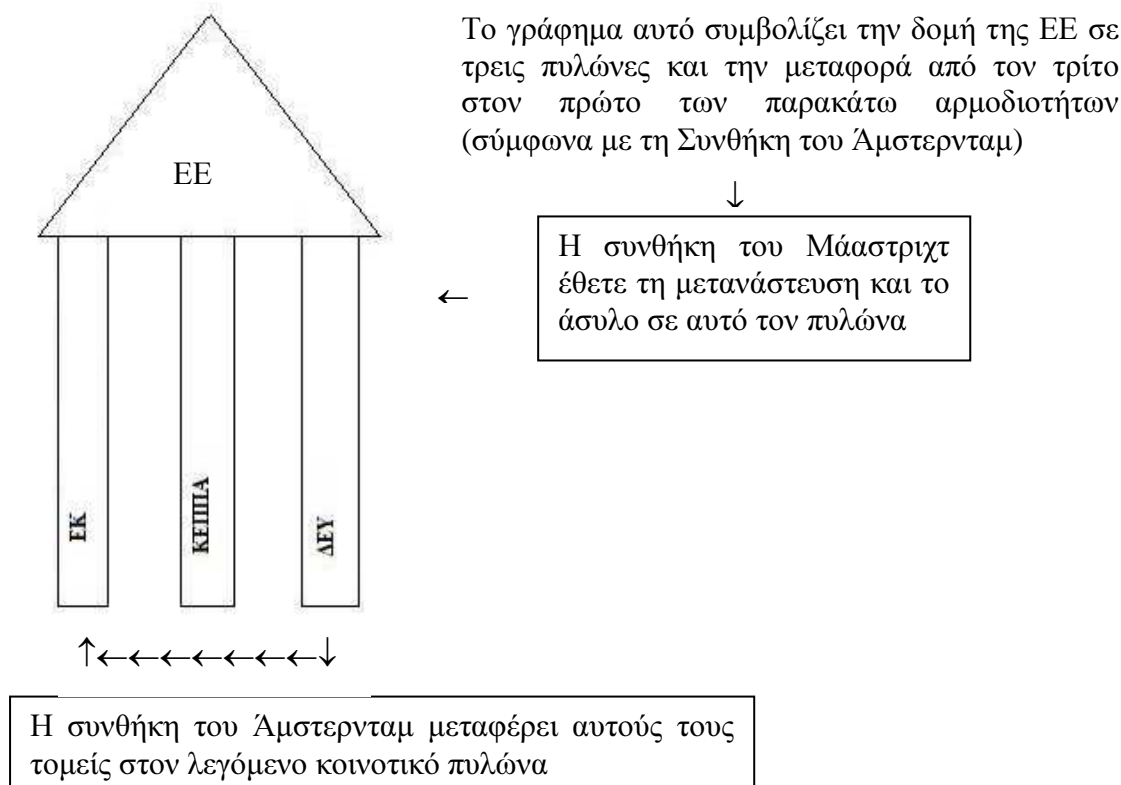 Το γράφημα αυτό συμβολίζει την δομή της ΕΕ σε
τρεις πυλώνες και την μεταφορά από τον τρίτο
στον πρώτο των παρακάτω αρμοδιοτήτων
(σύμφωνα με τη Συνθήκη του Άμστερνταμ)
↓
ΕΕ
Η συνθήκη του Μάαστριχτ
έθετε τη μετανάστευση και το
άσυλο σε αυτό τον πυλώνα
←
ΕΚ
ΚΕΠΠΑ
ΔΕΥ
↑←←←←←←←↓
Η συνθήκη του Άμστερνταμ μεταφέρει αυτούς τους
τομείς στον λεγόμενο κοινοτικό πυλώνα